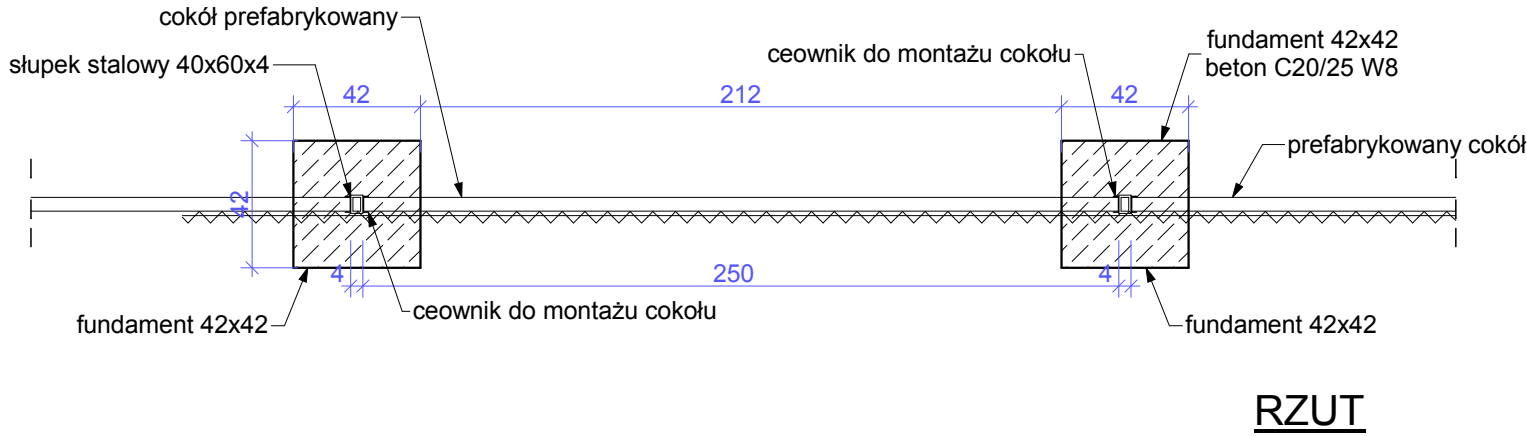 cokół prefabrykowany
słupek stalowy 40x60x4
ceownik do montażu cokołu
fundament 42x42
beton C20/25 W8
42
212
42
prefabrykowany cokół
42
4
250
4
ceownik do montażu cokołu
fundament 42x42
fundament 42x42
RZUT